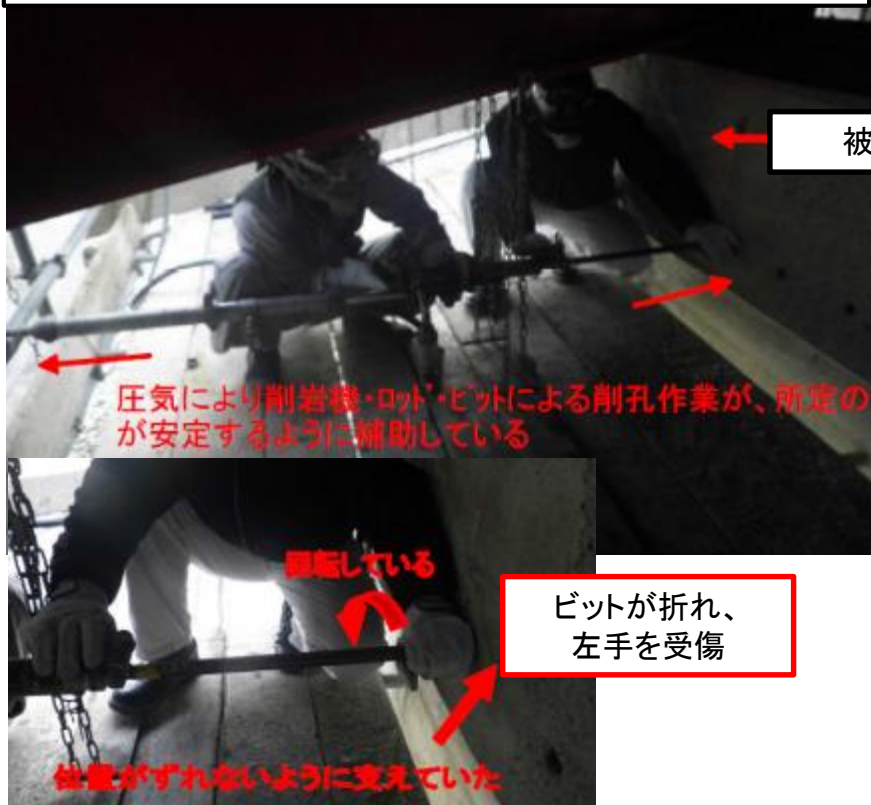 被
圧気により削岩機・ロッド・ビットによる削孔作業が、所定の
が安定するように補助している
回転している
ビットが折れ、
左手を受傷
位置がずれないように支えていた